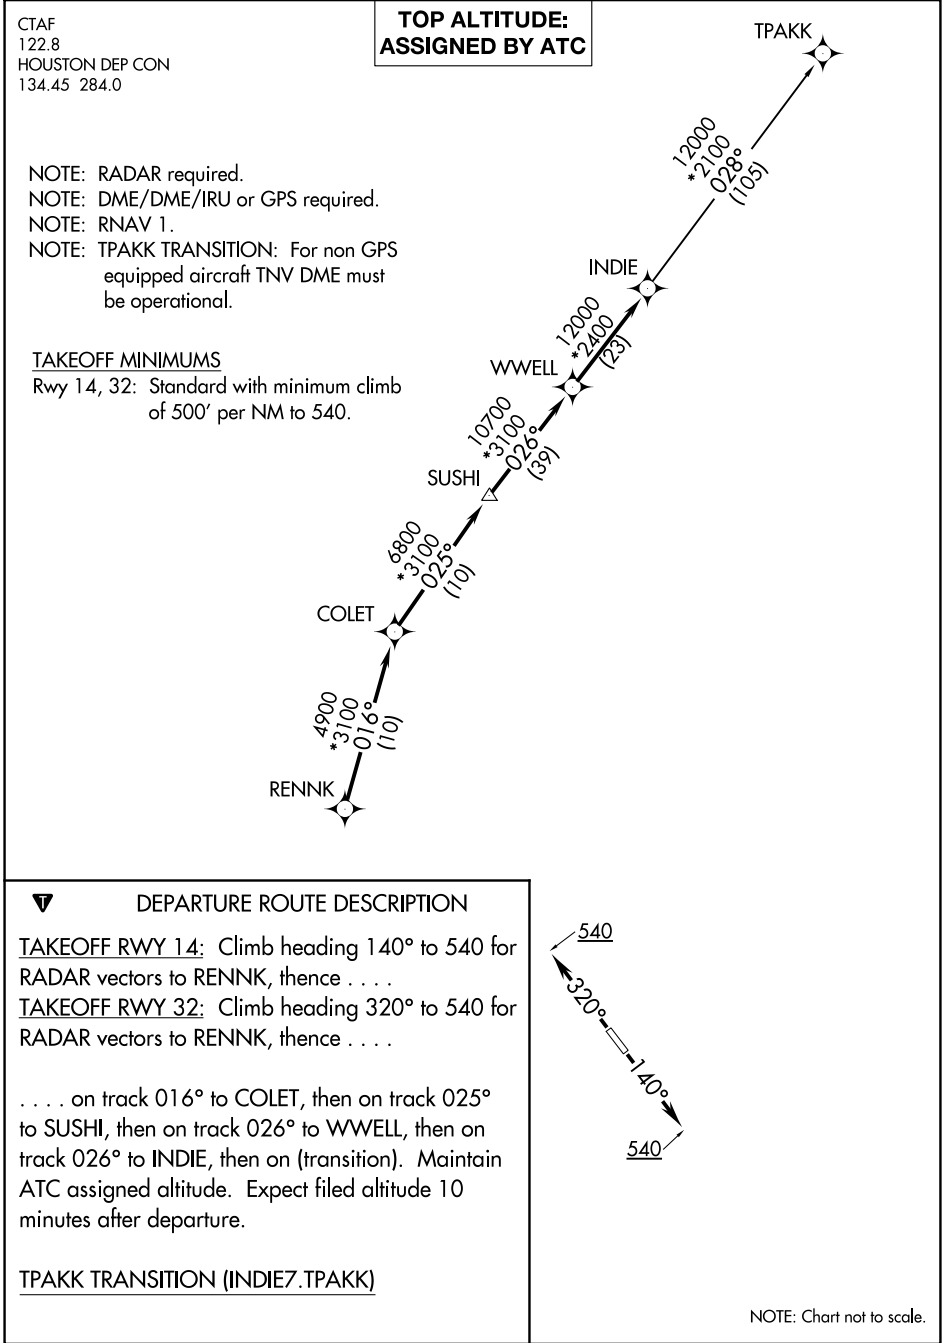 CTAF
122.8
HOUSTON DEP CON
134.45 284.0
TOP ALTITUDE:
ASSIGNED BY ATC
NOTE: RADAR required.
NOTE: DME/DME/IRU or GPS required.
NOTE: RNAV 1.
NOTE: TPAKK TRANSITION: For non GPS
equipped aircraft TNV DME must
be operational.
TAKEOFF MINIMUMS
Rwy 14, 32: Standard with minimum climb
of 500' per NM to 540.
TPAKK
12000
*2100
028°
(105)
INDIE
12000
*2400
(23)
WWELL
10700
*3100
026°
(39)
SUSHI
6800
*3100
025°
(10)
COLET
4900
*3100
016°
(10)
RENNK
T
DEPARTURE ROUTE DESCRIPTION
TAKEOFF RWY 14: Climb heading 140° to 540 for
RADAR vectors to RENNK, thence . . . .
TAKEOFF RWY 32: Climb heading 320° to 540 for
RADAR vectors to RENNK, thence . . . .
. . . . on track 016° to COLET, then on track 025°
to SUSHI, then on track 026° to WWELL, then on
track 026° to INDIE, then on (transition). Maintain
ATC assigned altitude. Expect filed altitude 10
minutes after departure.
TPAKK TRANSITION (INDIE7.TPAKK)
540
320°
140°
540
NOTE: Chart not to scale.